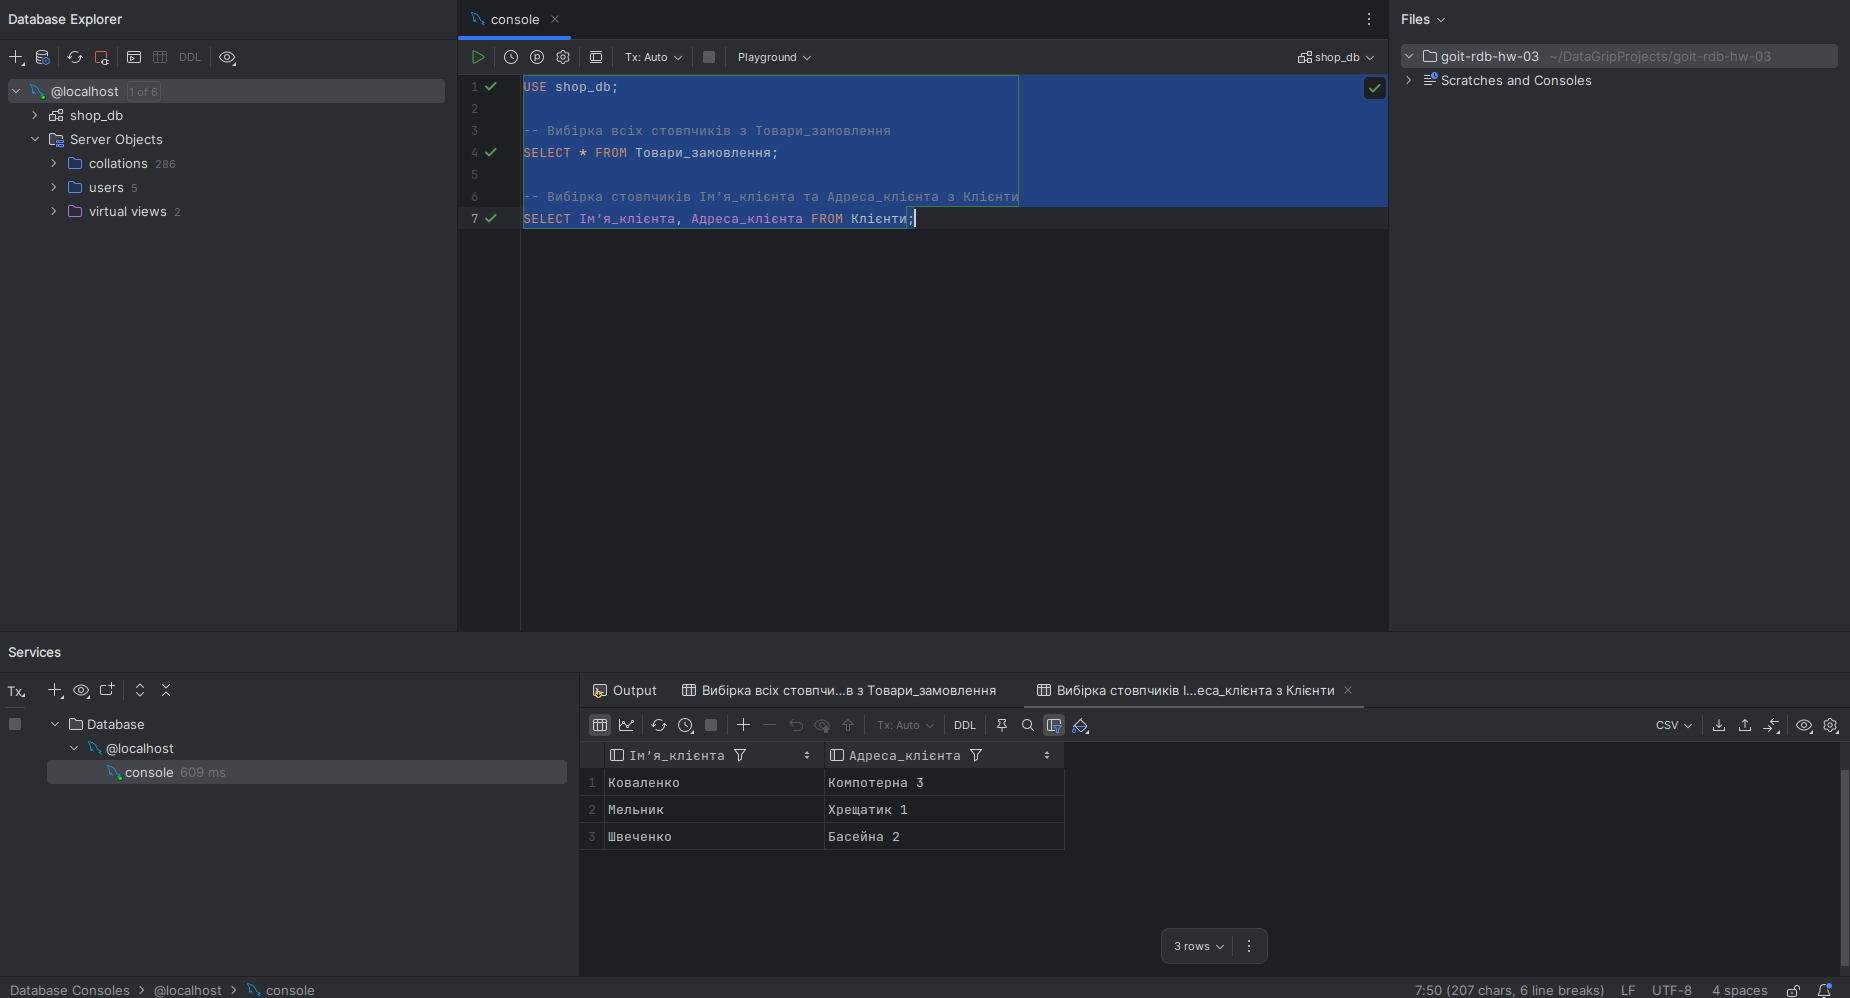 Database Explorer
console
Files
DDL
Tx: Auto
Playground
shop_db
goit-rdb-hw-03 ~/DataGripProjects/goit-rdb-hw-03
Scratches and Consoles
@localhost 1 of 6
shop_db
Server Objects
collations 286
users 5
virtual views 2
1 USE shop_db;
2
3 -- Вибірка всіх стовпчиків з Товари_замовлення
4 SELECT * FROM Товари_замовлення;
5
6 -- Вибірка стовпчиків Ім’я_клієнта та Адреса_клієнта з Клієнти
7 SELECT Ім’я_клієнта, Адреса_клієнта FROM Клієнти;
Services
Tx
Database
@localhost
console 609 ms
Output
Вибірка всіх стовпчи...в з Товари_замовлення
Вибірка стовпчиків І...еса_клієнта з Клієнти
Tx: Auto
DDL
CSV
Ім’я_клієнта Адреса_клієнта
1 Коваленко Компотерна 3
2 Мельник Хрещатик 1
3 Швеченко Басейна 2
3 rows
Database Consoles > @localhost > console
7:50 (207 chars, 6 line breaks) LF UTF-8 4 spaces